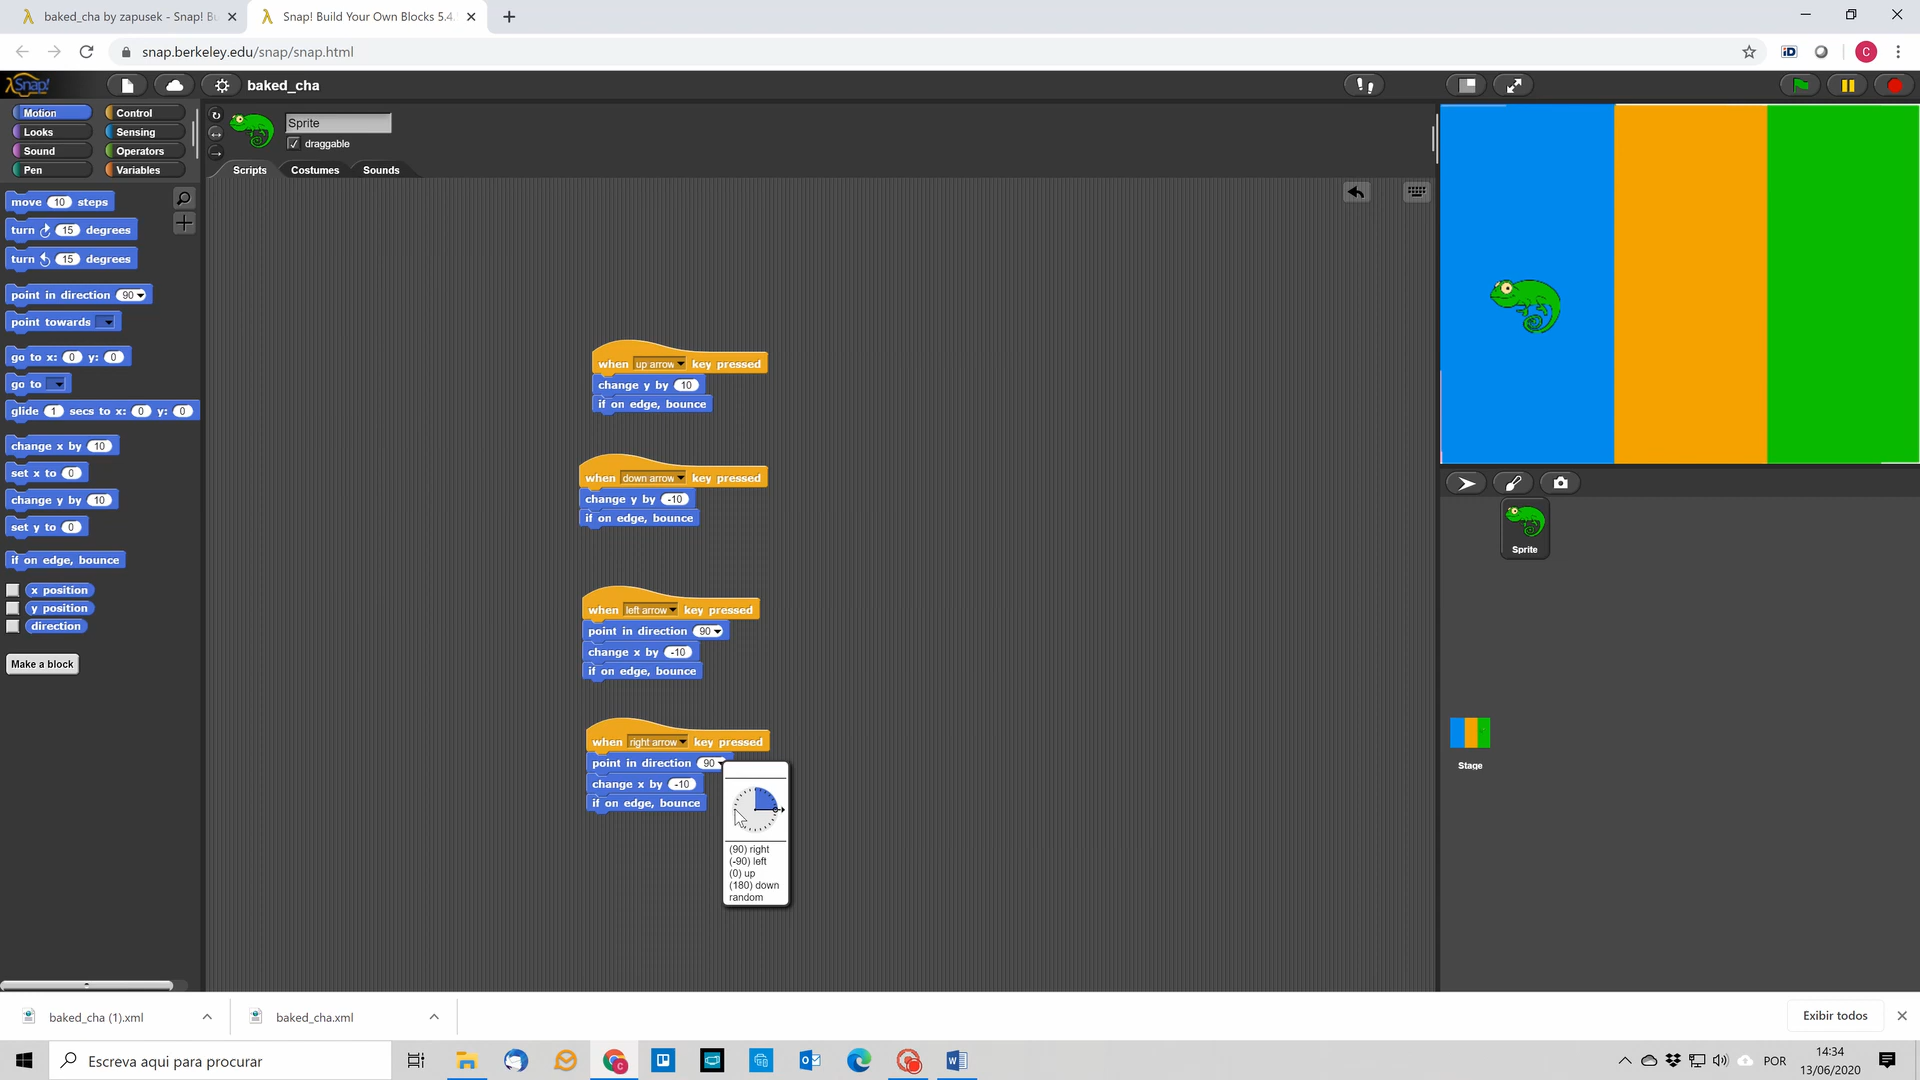 baked_cha by zapusek - Snap! Bu
Snap! Build Your Own Blocks 5.4.
snap.berkeley.edu/snap/snap.html
iD
C
Snap!
baked_cha
Motion
Control
Looks
Sensing
Sound
Operators
Pen
Variables
Sprite
draggable
Scripts
Costumes
Sounds
move 10 steps
turn 15 degrees
turn 15 degrees
point in direction 90
point towards
go to x: 0 y: 0
go to
glide 1 secs to x: 0 y: 0
change x by 10
set x to 0
change y by 10
set y to 0
if on edge, bounce
x position
y position
direction
Make a block
when up arrow key pressed
change y by 10
if on edge, bounce
when down arrow key pressed
change y by -10
if on edge, bounce
when left arrow key pressed
point in direction 90
change x by -10
if on edge, bounce
when right arrow key pressed
point in direction 90
change x by -10
if on edge, bounce
(90) right
(-90) left
(0) up
(180) down
random
Sprite
Stage
baked_cha (1).xml
baked_cha.xml
Exibir todos
Escreva aqui para procurar
POR
14:34
13/06/2020